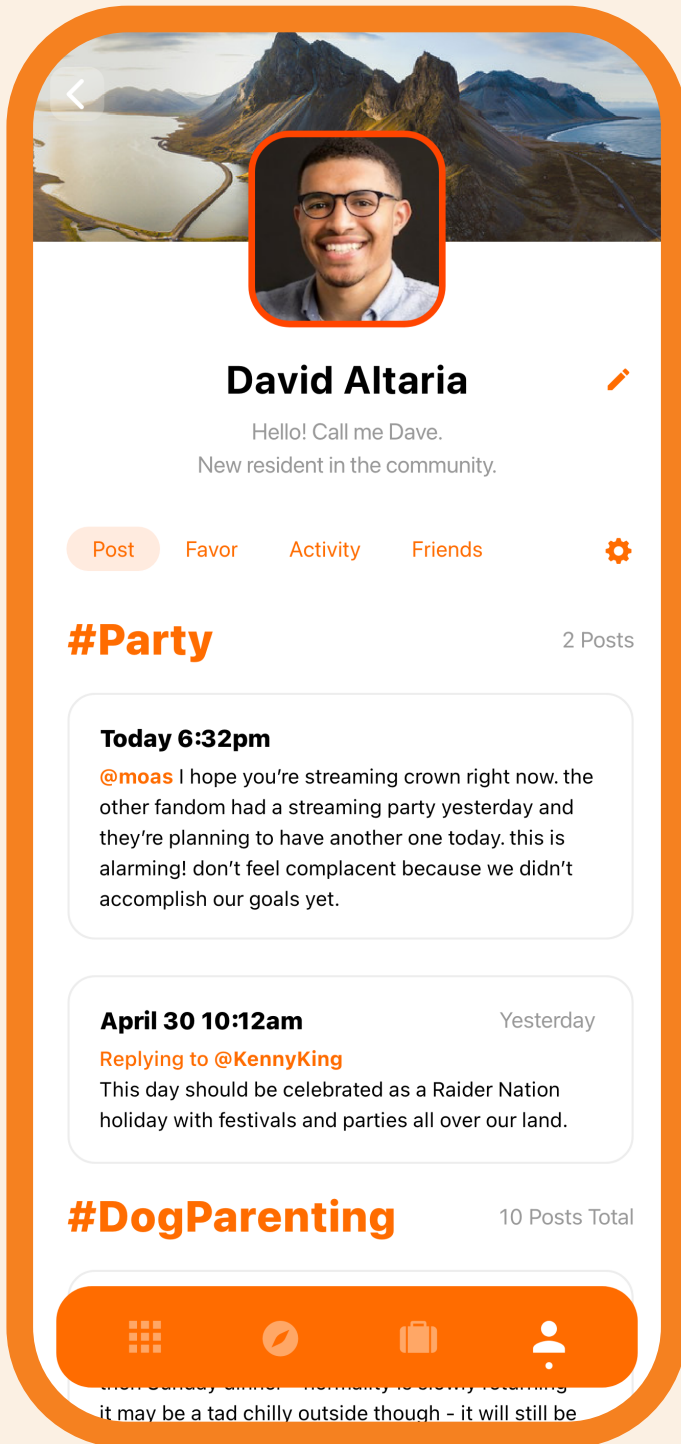 David Altaria
Hello! Call me Dave.
New resident in the community.
Post Favor Activity Friends
#Party 2 Posts
Today 6:32pm
@moas I hope you’re streaming crown right now. the
other fandom had a streaming party yesterday and
they’re planning to have another one today. this is
alarming! don’t feel complacent because we didn’t
accomplish our goals yet.
April 30 10:12am Yesterday
Replying to @KennyKing
This day should be celebrated as a Raider Nation
holiday with festivals and parties all over our land.
#DogParenting 10 Posts Total
then Sunday dinner - normality is slowly returning
it may be a tad chilly outside though - it will still be